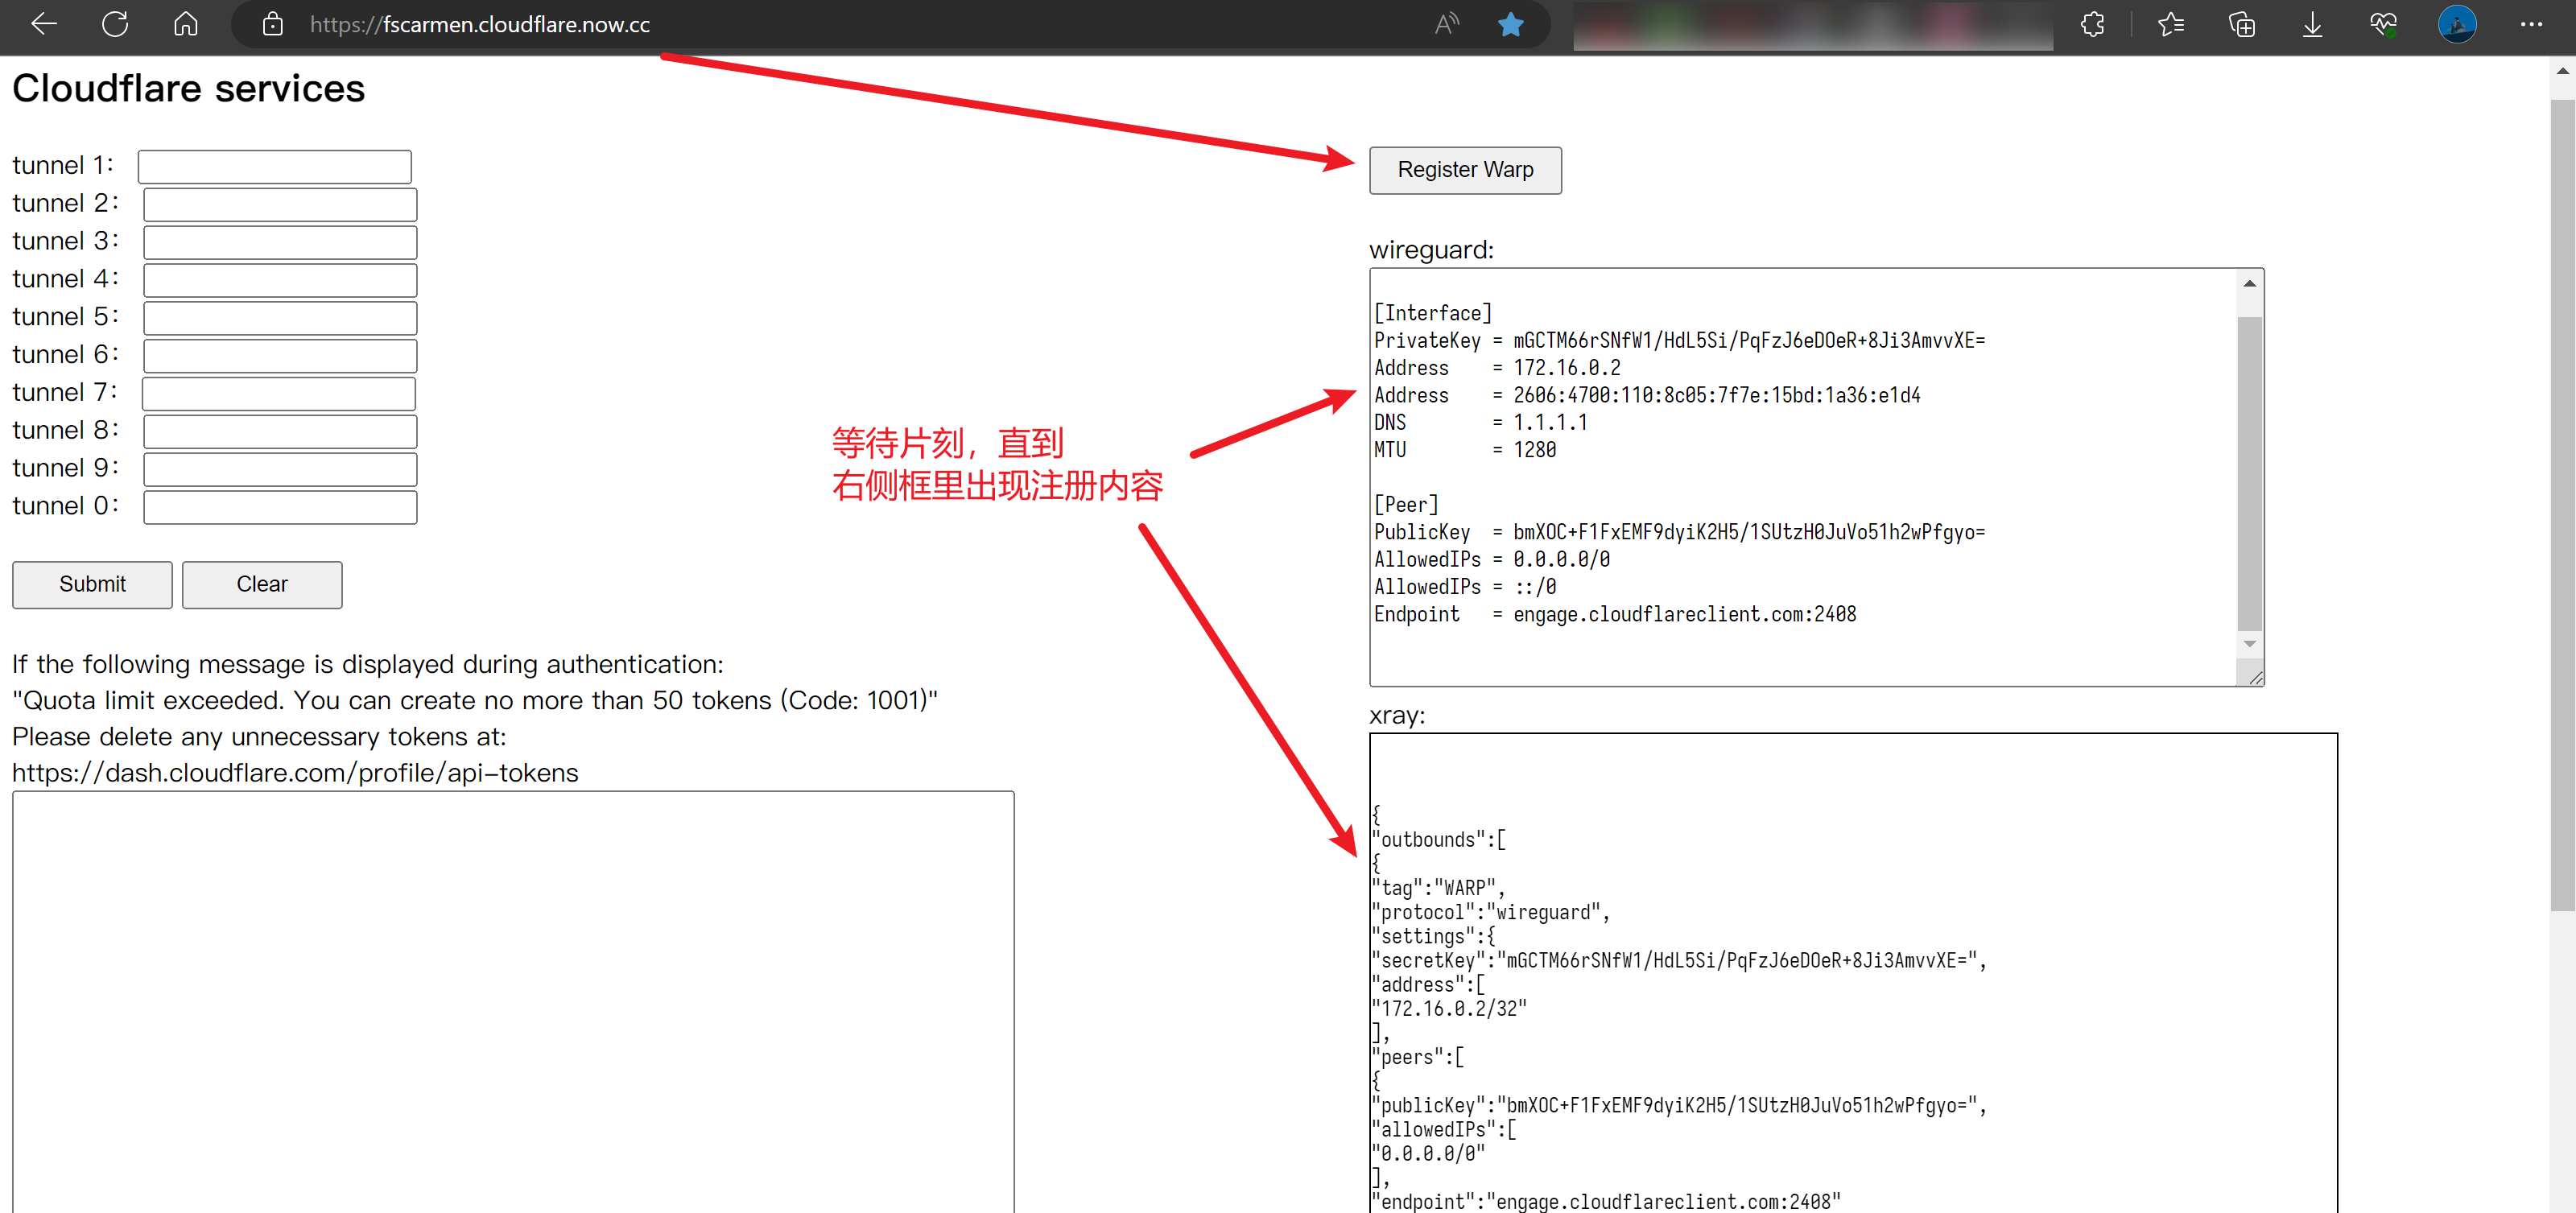 https://fscarmen.cloudflare.now.cc
Cloudflare services
tunnel 1:
tunnel 2:
tunnel 3:
tunnel 4:
tunnel 5:
tunnel 6:
tunnel 7:
tunnel 8:
tunnel 9:
tunnel 0:
Submit
Clear
If the following message is displayed during authentication:
"Quota limit exceeded. You can create no more than 50 tokens (Code: 1001)"
Please delete any unnecessary tokens at:
https://dash.cloudflare.com/profile/api-tokens
等待片刻，直到
右侧框里出现注册内容
Register Warp
wireguard:
[Interface]
PrivateKey = mGCTM66rSNfW1/HdL5Si/PqFzJ6eDOeR+8Ji3AmvvXE=
Address = 172.16.0.2
Address = 2606:4700:110:8c05:7f7e:15bd:1a36:e1d4
DNS = 1.1.1.1
MTU = 1280
[Peer]
PublicKey = bmXOC+F1FxEMF9dyiK2H5/1SUtzH0JuVo51h2wPfgyo=
AllowedIPs = 0.0.0.0/0
AllowedIPs = ::/0
Endpoint = engage.cloudflareclient.com:2408
xray:
{
"outbounds":[
{
"tag":"WARP",
"protocol":"wireguard",
"settings":{
"secretKey":"mGCTM66rSNfW1/HdL5Si/PqFzJ6eDOeR+8Ji3AmvvXE=",
"address":[
"172.16.0.2/32"
],
"peers":[
{
"publicKey":"bmXOC+F1FxEMF9dyiK2H5/1SUtzH0JuVo51h2wPfgyo=",
"allowedIPs":[
"0.0.0.0/0"
],
"endpoint":"engage.cloudflareclient.com:2408"